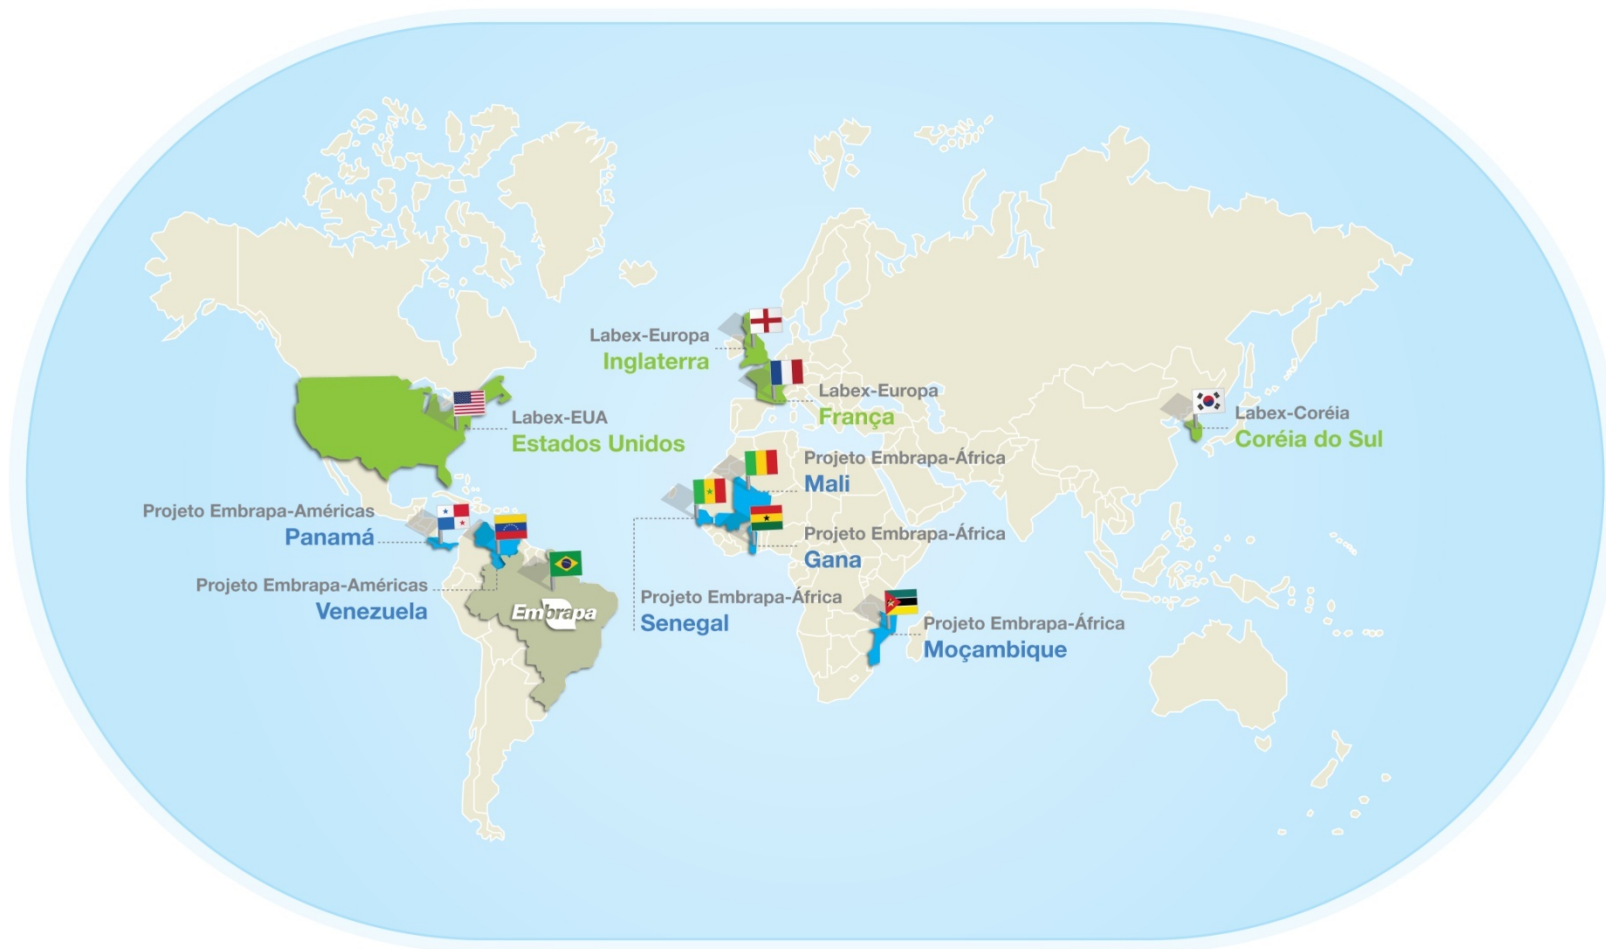 Labex-Europa
Inglaterra
Labex-Europa
França
Labex-EUA
Estados Unidos
Labex-Coréia
Coréia do Sul
Projeto Embrapa-África
Mali
Projeto Embrapa-Américas
Panamá
Projeto Embrapa-África
Gana
Projeto Embrapa-Américas
Venezuela
Embrapa
Projeto Embrapa-África
Senegal
Projeto Embrapa-África
Moçambique